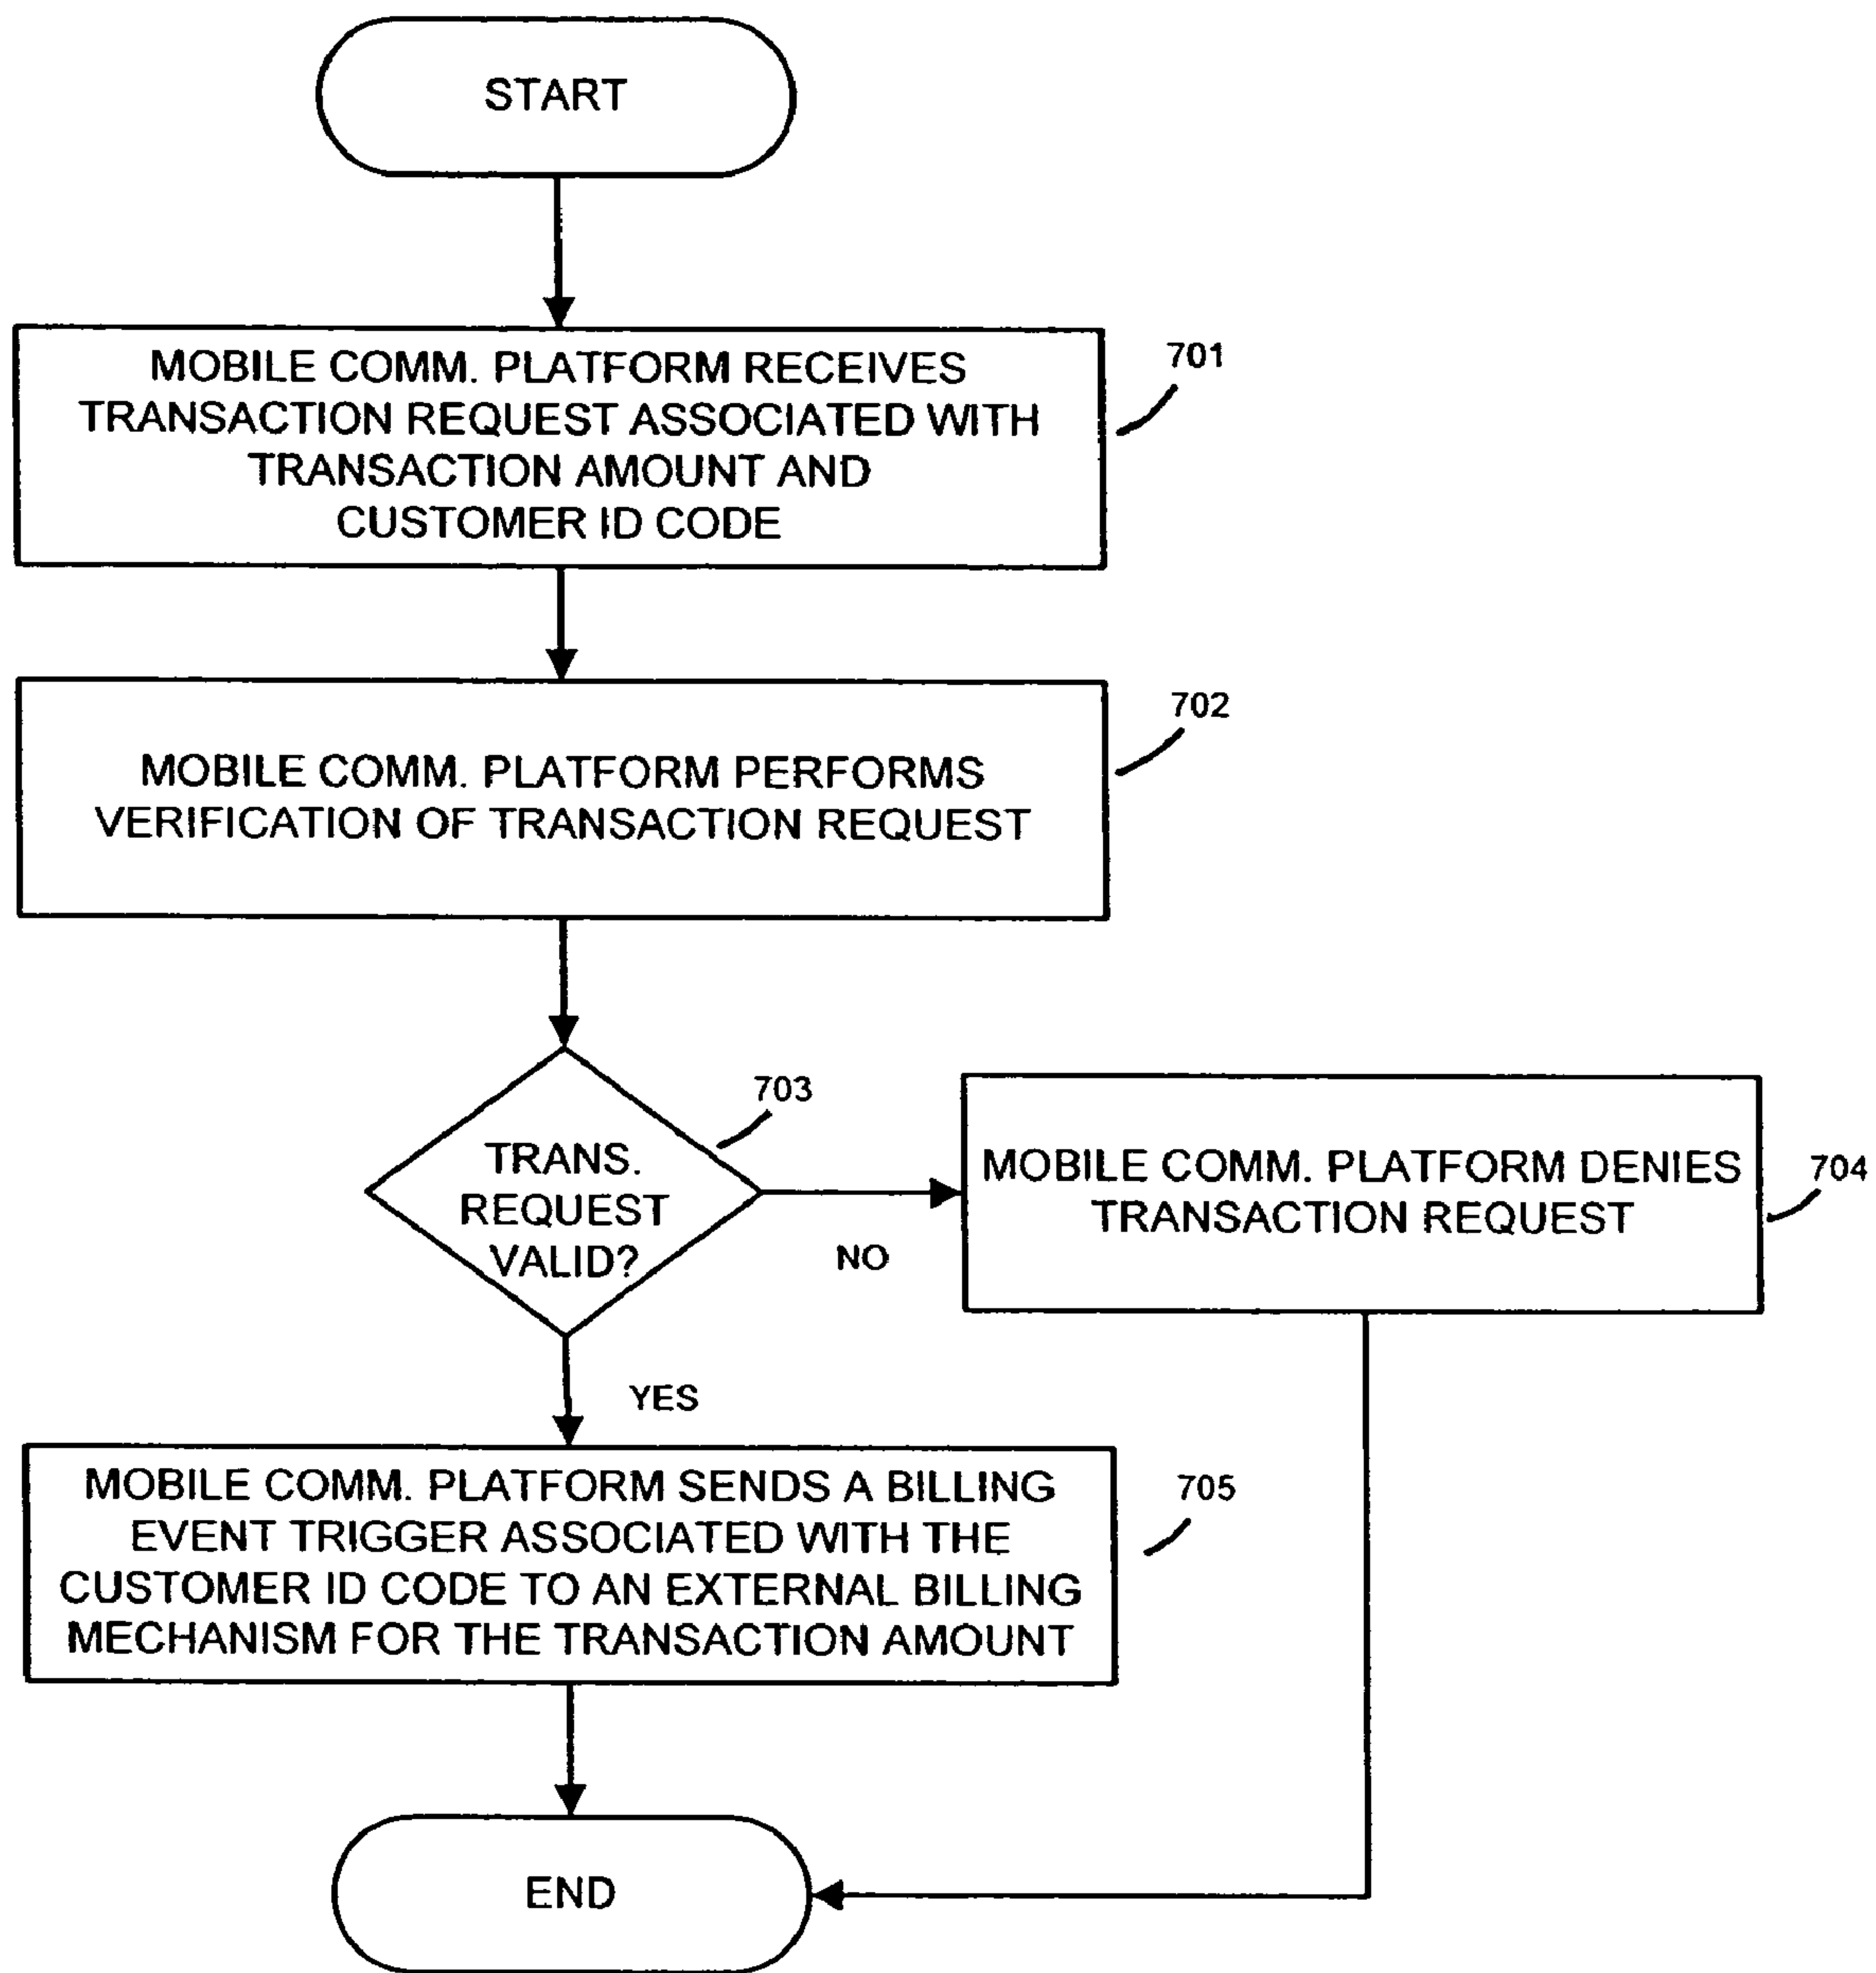 START
MOBILE COMM. PLATFORM RECEIVES
TRANSACTION REQUEST ASSOCIATED WITH
TRANSACTION AMOUNT AND
CUSTOMER ID CODE
701
MOBILE COMM. PLATFORM PERFORMS
VERIFICATION OF TRANSACTION REQUEST
702
TRANS.
REQUEST
VALID?
703
NO
MOBILE COMM. PLATFORM DENIES
TRANSACTION REQUEST
704
YES
MOBILE COMM. PLATFORM SENDS A BILLING
EVENT TRIGGER ASSOCIATED WITH THE
CUSTOMER ID CODE TO AN EXTERNAL BILLING
MECHANISM FOR THE TRANSACTION AMOUNT
705
END